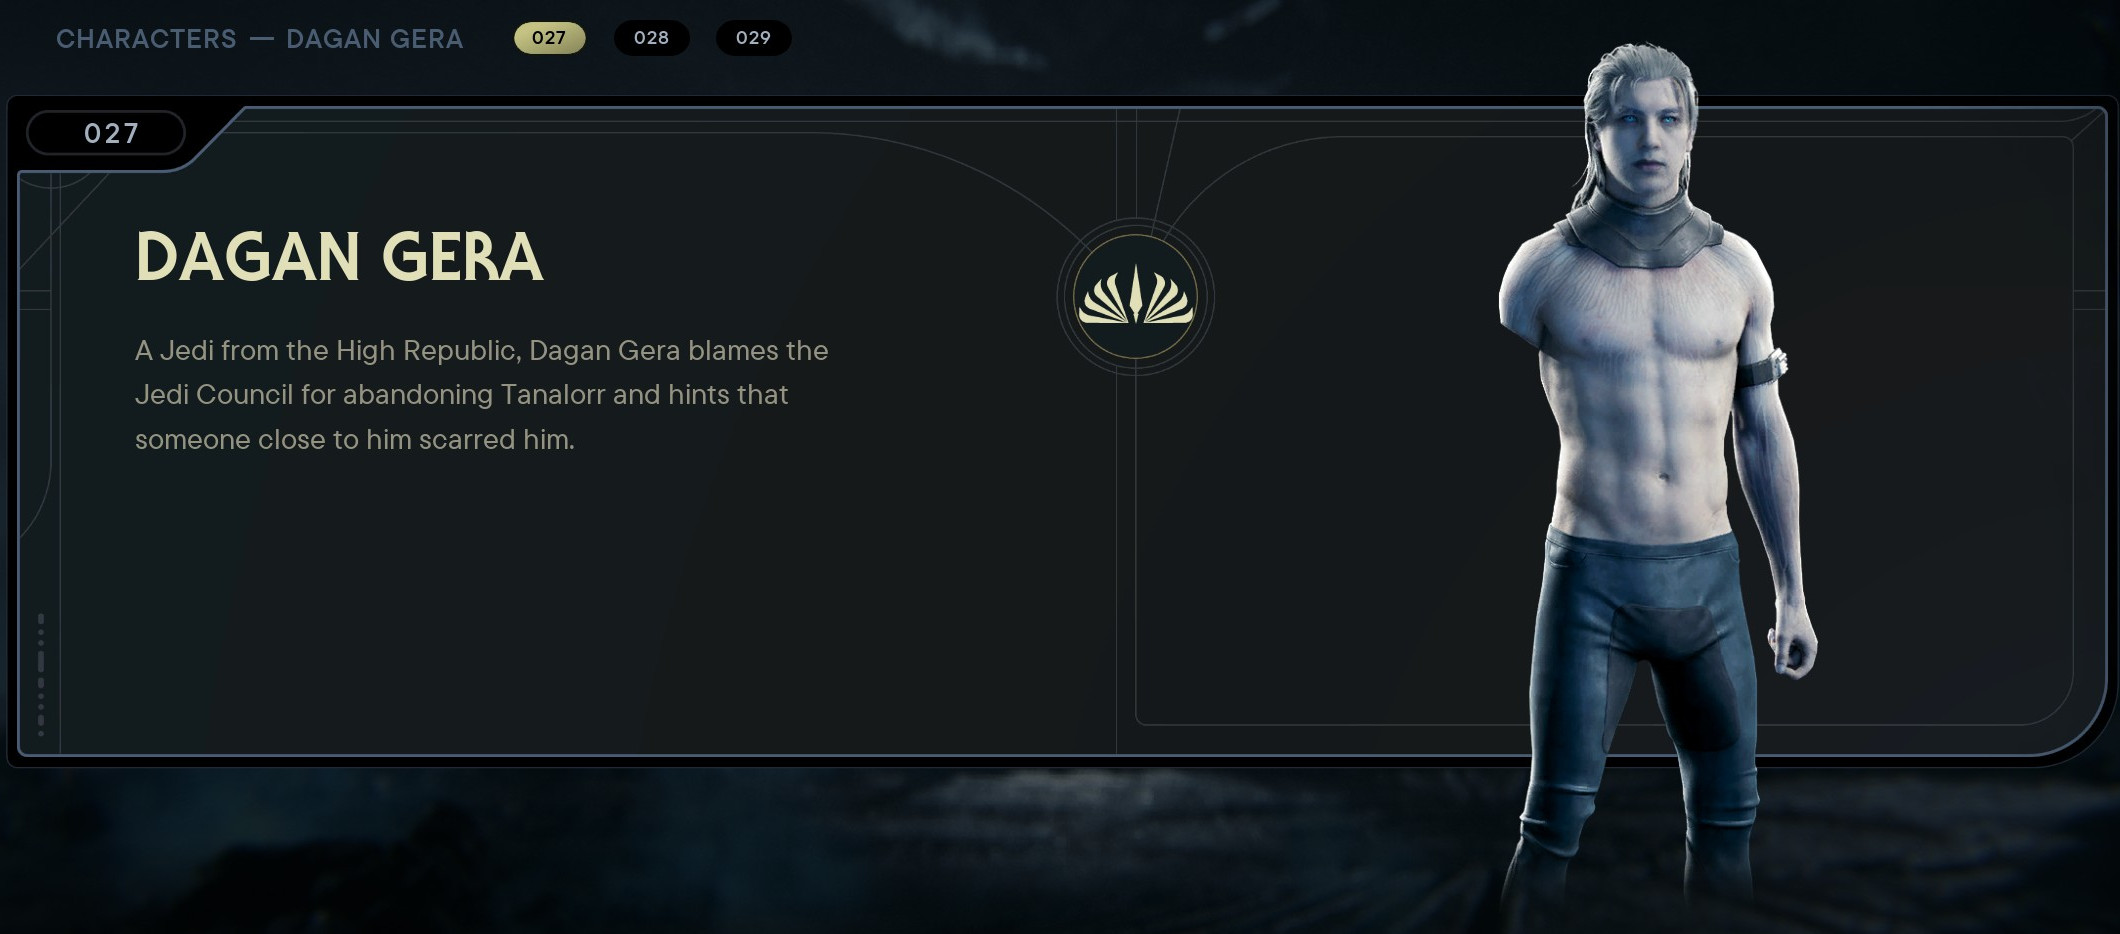 CHARACTERS — DAGAN GERA 027 028 029
027
DAGAN GERA
A Jedi from the High Republic, Dagan Gera blames the
Jedi Council for abandoning Tanalorr and hints that
someone close to him scarred him.